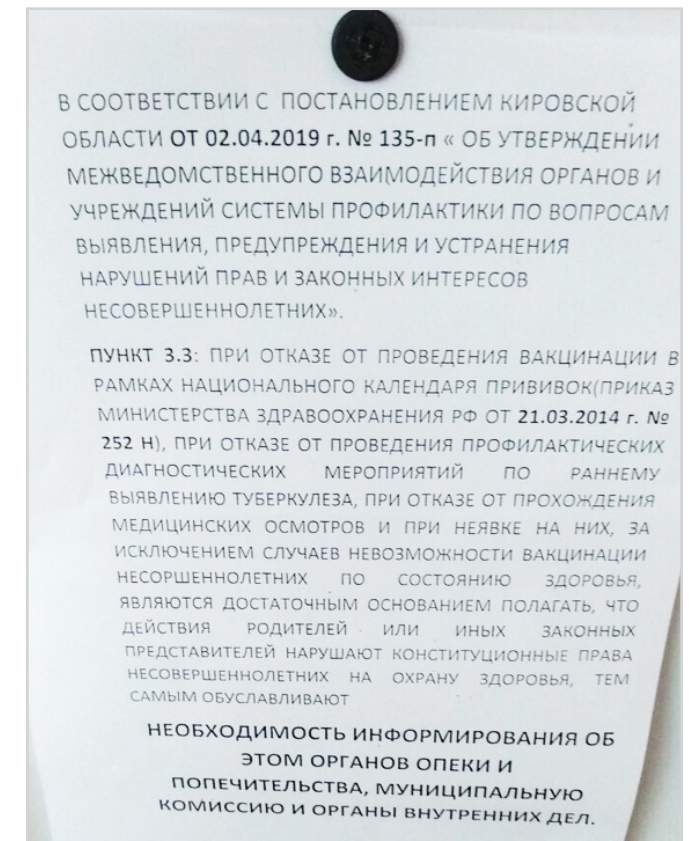 В СООТВЕТСТВИИ С ПОСТАНОВЛЕНИЕМ КИРОВСКОЙ
ОБЛАСТИ ОТ 02.04.2019 г. № 135-п « ОБ УТВЕРЖДЕНИИ
МЕЖВЕДОМСТВЕННОГО ВЗАИМОДЕЙСТВИЯ ОРГАНОВ И
УЧРЕЖДЕНИЙ СИСТЕМЫ ПРОФИЛАКТИКИ ПО ВОПРОСАМ
ВЫЯВЛЕНИЯ, ПРЕДУПРЕЖДЕНИЯ И УСТРАНЕНИЯ
НАРУШЕНИЙ ПРАВ И ЗАКОННЫХ ИНТЕРЕСОВ
НЕСОВЕРШЕННОЛЕТНИХ».
ПУНКТ 3.3: ПРИ ОТКАЗЕ ОТ ПРОВЕДЕНИЯ ВАКЦИНАЦИИ В
РАМКАХ НАЦИОНАЛЬНОГО КАЛЕНДАРЯ ПРИВИВОК(ПРИКАЗ
МИНИСТЕРСТВА ЗДРАВООХРАНЕНИЯ РФ ОТ 21.03.2014 г. №
252 Н), ПРИ ОТКАЗЕ ОТ ПРОВЕДЕНИЯ ПРОФИЛАКТИЧЕСКИХ
ДИАГНОСТИЧЕСКИХ МЕРОПРИЯТИЙ ПО РАННЕМУ
ВЫЯВЛЕНИЮ ТУБЕРКУЛЕЗА, ПРИ ОТКАЗЕ ОТ ПРОХОЖДЕНИЯ
МЕДИЦИНСКИХ ОСМОТРОВ И ПРИ НЕЯВКЕ НА НИХ, ЗА
ИСКЛЮЧЕНИЕМ СЛУЧАЕВ НЕВОЗМОЖНОСТИ ВАКЦИНАЦИИ
НЕСОРШЕННОЛЕТНИХ ПО СОСТОЯНИЮ ЗДОРОВЬЯ,
ЯВЛЯЮТСЯ ДОСТАТОЧНЫМ ОСНОВАНИЕМ ПОЛАГАТЬ, ЧТО
ДЕЙСТВИЯ РОДИТЕЛЕЙ ИЛИ ИНЫХ ЗАКОННЫХ
ПРЕДСТАВИТЕЛЕЙ НАРУШАЮТ КОНСТИТУЦИОННЫЕ ПРАВА
НЕСОВЕРШЕННОЛЕТНИХ НА ОХРАНУ ЗДОРОВЬЯ, ТЕМ
САМЫМ ОБУСЛАВЛИВАЮТ
НЕОБХОДИМОСТЬ ИНФОРМИРОВАНИЯ ОБ
ЭТОМ ОРГАНОВ ОПЕКИ И
ПОПЕЧИТЕЛЬСТВА, МУНИЦИПАЛЬНУЮ
КОМИССИЮ И ОРГАНЫ ВНУТРЕННИХ ДЕЛ.